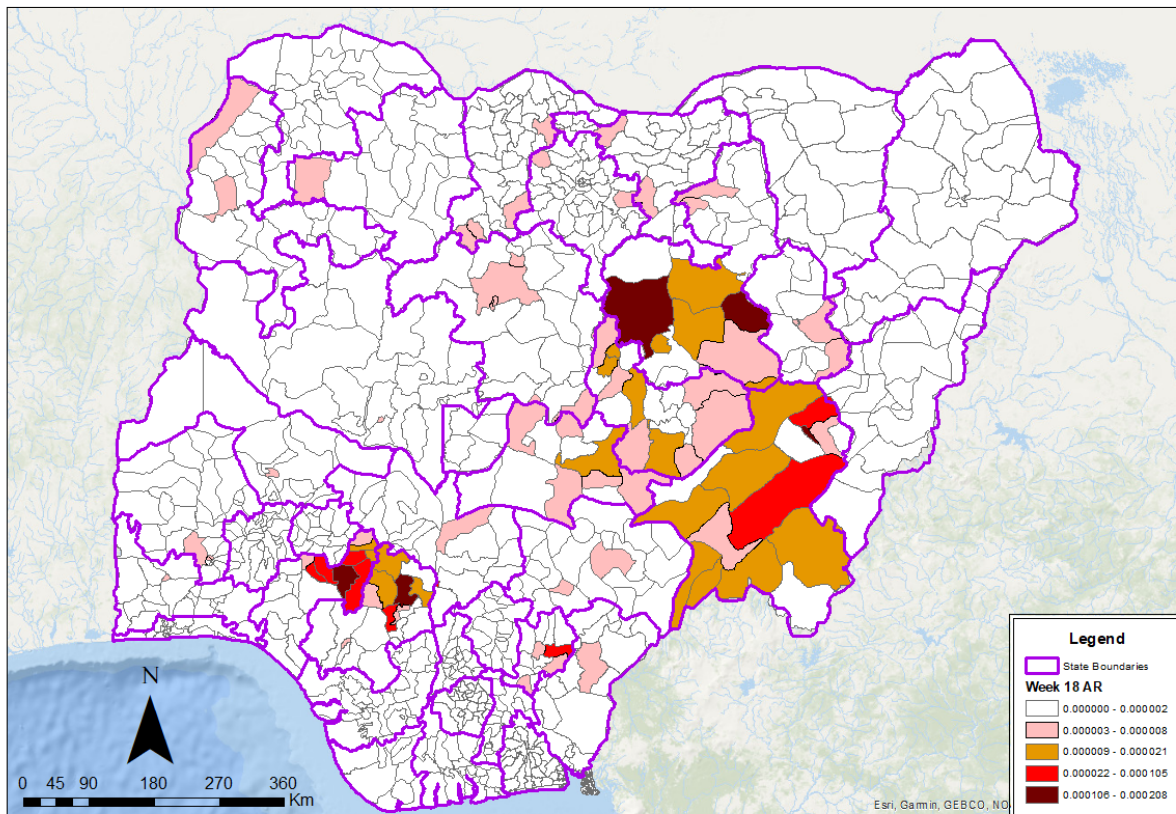 N
0 45 90 180 270 360
Km
Esri, Garmin, GEBCO, NO
Legend
State Boundaries
Week 18 AR
0.000000 - 0.000002
0.000003 - 0.000008
0.000009 - 0.000021
0.000022 - 0.000105
0.000106 - 0.000208